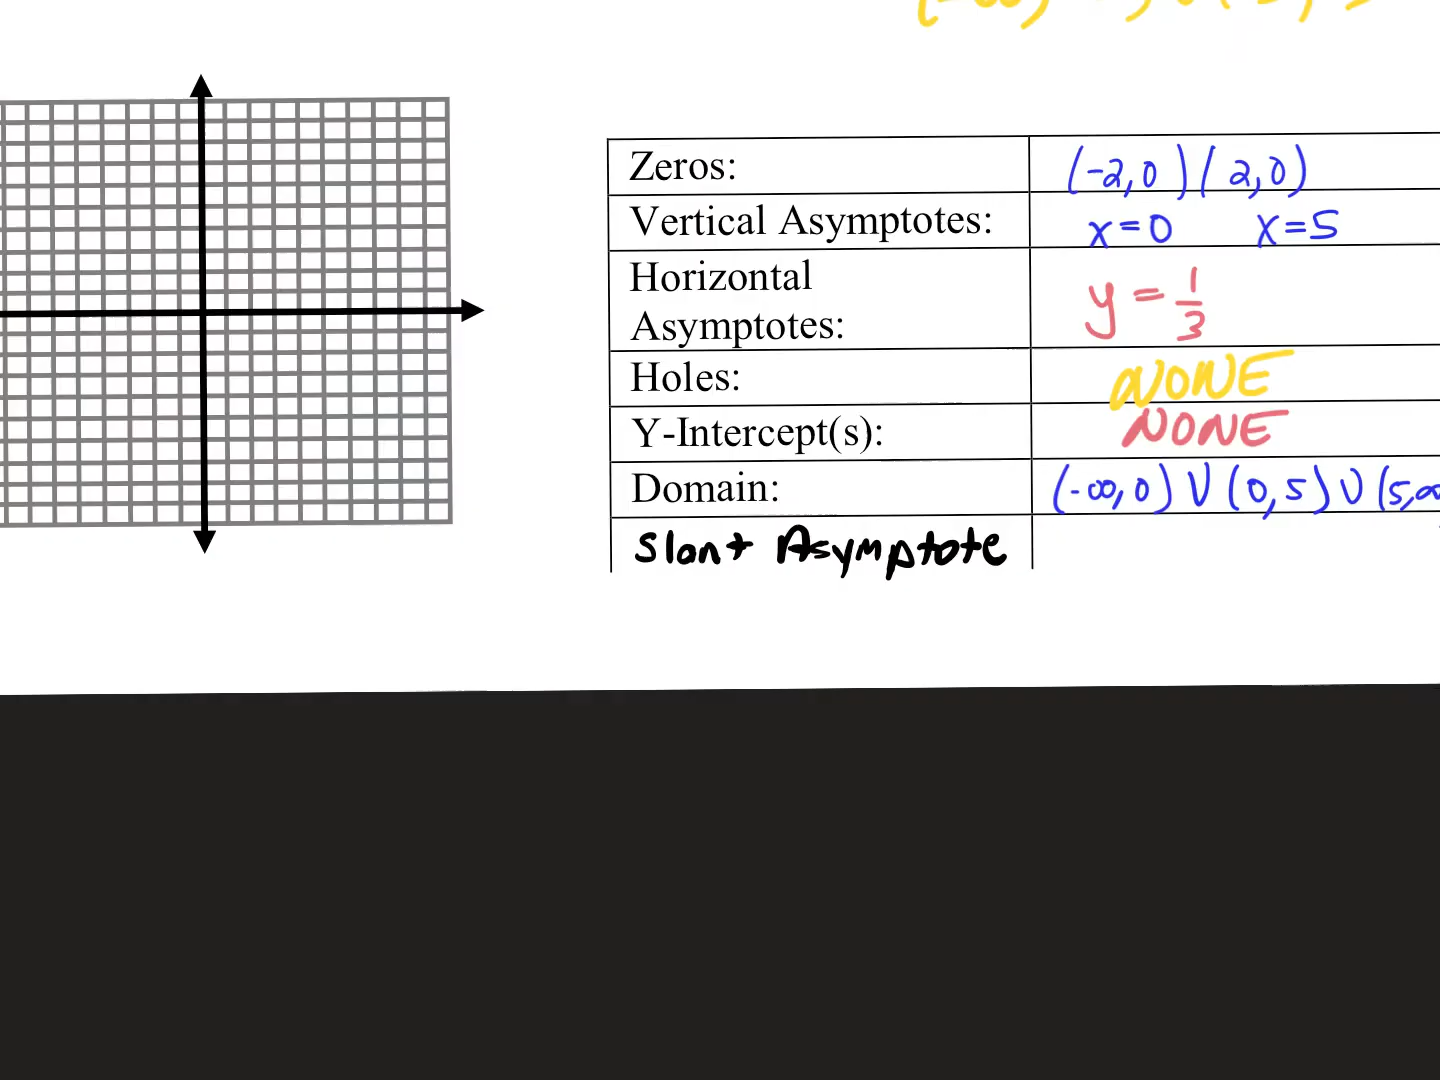 Zeros: (-2,0) (2,0)
Vertical Asymptotes: x=0 x=5
Horizontal
Asymptotes: y = 1/3
Holes: NONE
Y-Intercept(s): NONE
Domain: (-∞,0) ∪ (0,5) ∪ (5,∞
Slant Asymptote